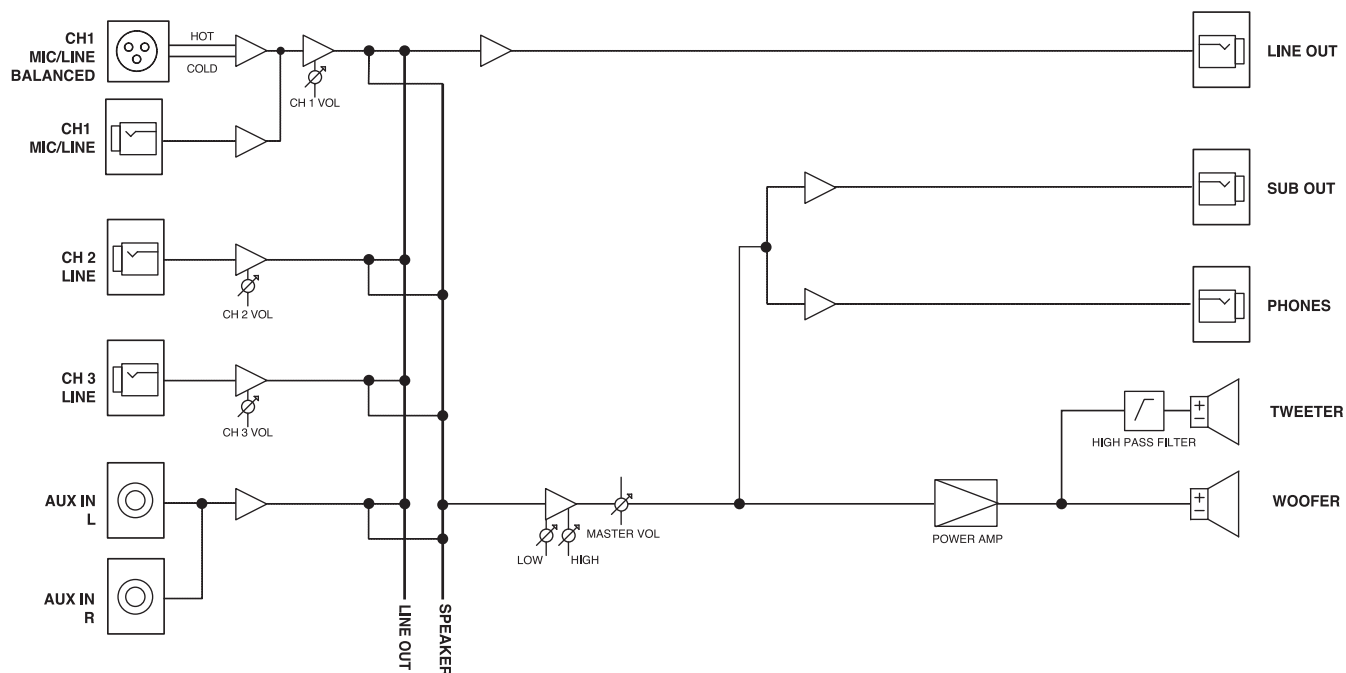 CH1
MIC/LINE
BALANCED
HOT
COLD
CH 1 VOL
LINE OUT
CH1
MIC/LINE
SUB OUT
CH 2
LINE
CH 2 VOL
PHONES
CH 3
LINE
CH 3 VOL
TWEETER
HIGH PASS FILTER
AUX IN
L
LOW
HIGH
MASTER VOL
POWER AMP
WOOFER
AUX IN
R
LINE OUT
SPEAKER